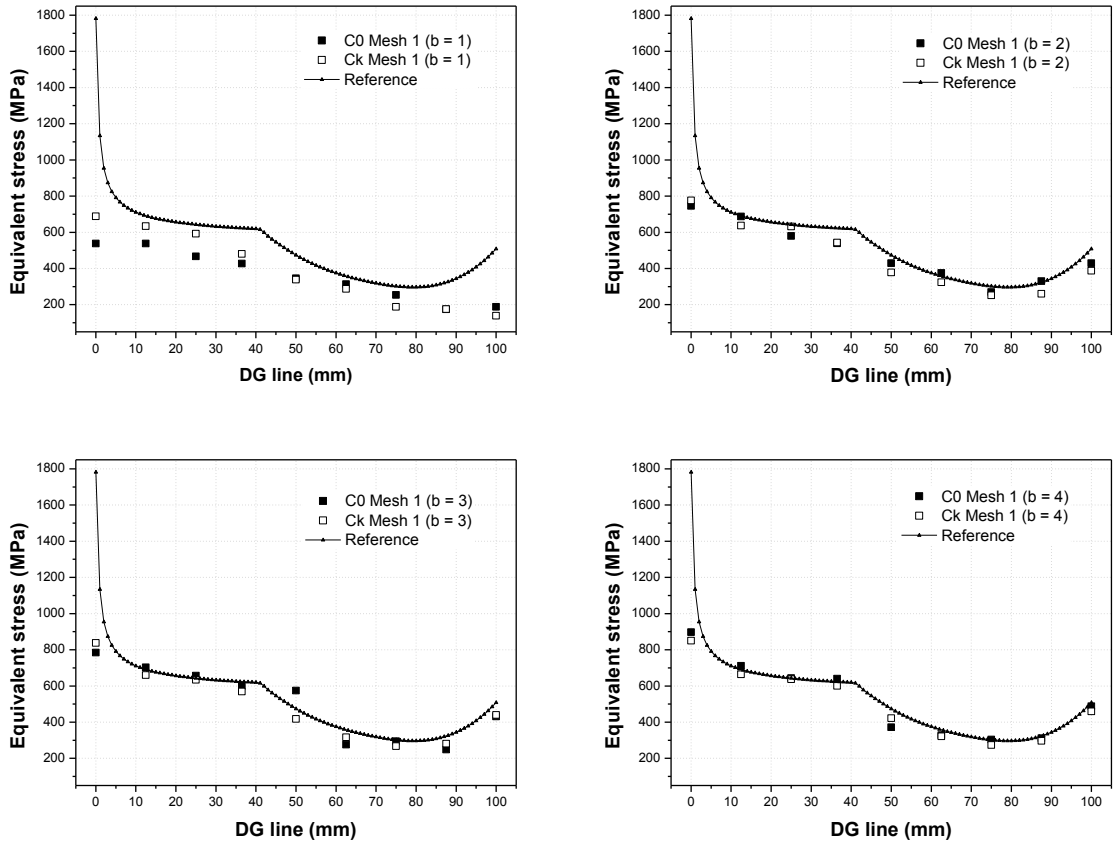 1800
1600
1400
1200
1000
800
600
400
200
0 10 20 30 40 50 60 70 80 90 100
Equivalent stress (MPa)
DG line (mm)
C0 Mesh 1 (b = 1)
Ck Mesh 1 (b = 1)
Reference
1800
1600
1400
1200
1000
800
600
400
200
0 10 20 30 40 50 60 70 80 90 100
Equivalent stress (MPa)
DG line (mm)
C0 Mesh 1 (b = 2)
Ck Mesh 1 (b = 2)
Reference
1800
1600
1400
1200
1000
800
600
400
200
0 10 20 30 40 50 60 70 80 90 100
Equivalent stress (MPa)
DG line (mm)
C0 Mesh 1 (b = 3)
Ck Mesh 1 (b = 3)
Reference
1800
1600
1400
1200
1000
800
600
400
200
0 10 20 30 40 50 60 70 80 90 100
Equivalent stress (MPa)
DG line (mm)
C0 Mesh 1 (b = 4)
Ck Mesh 1 (b = 4)
Reference